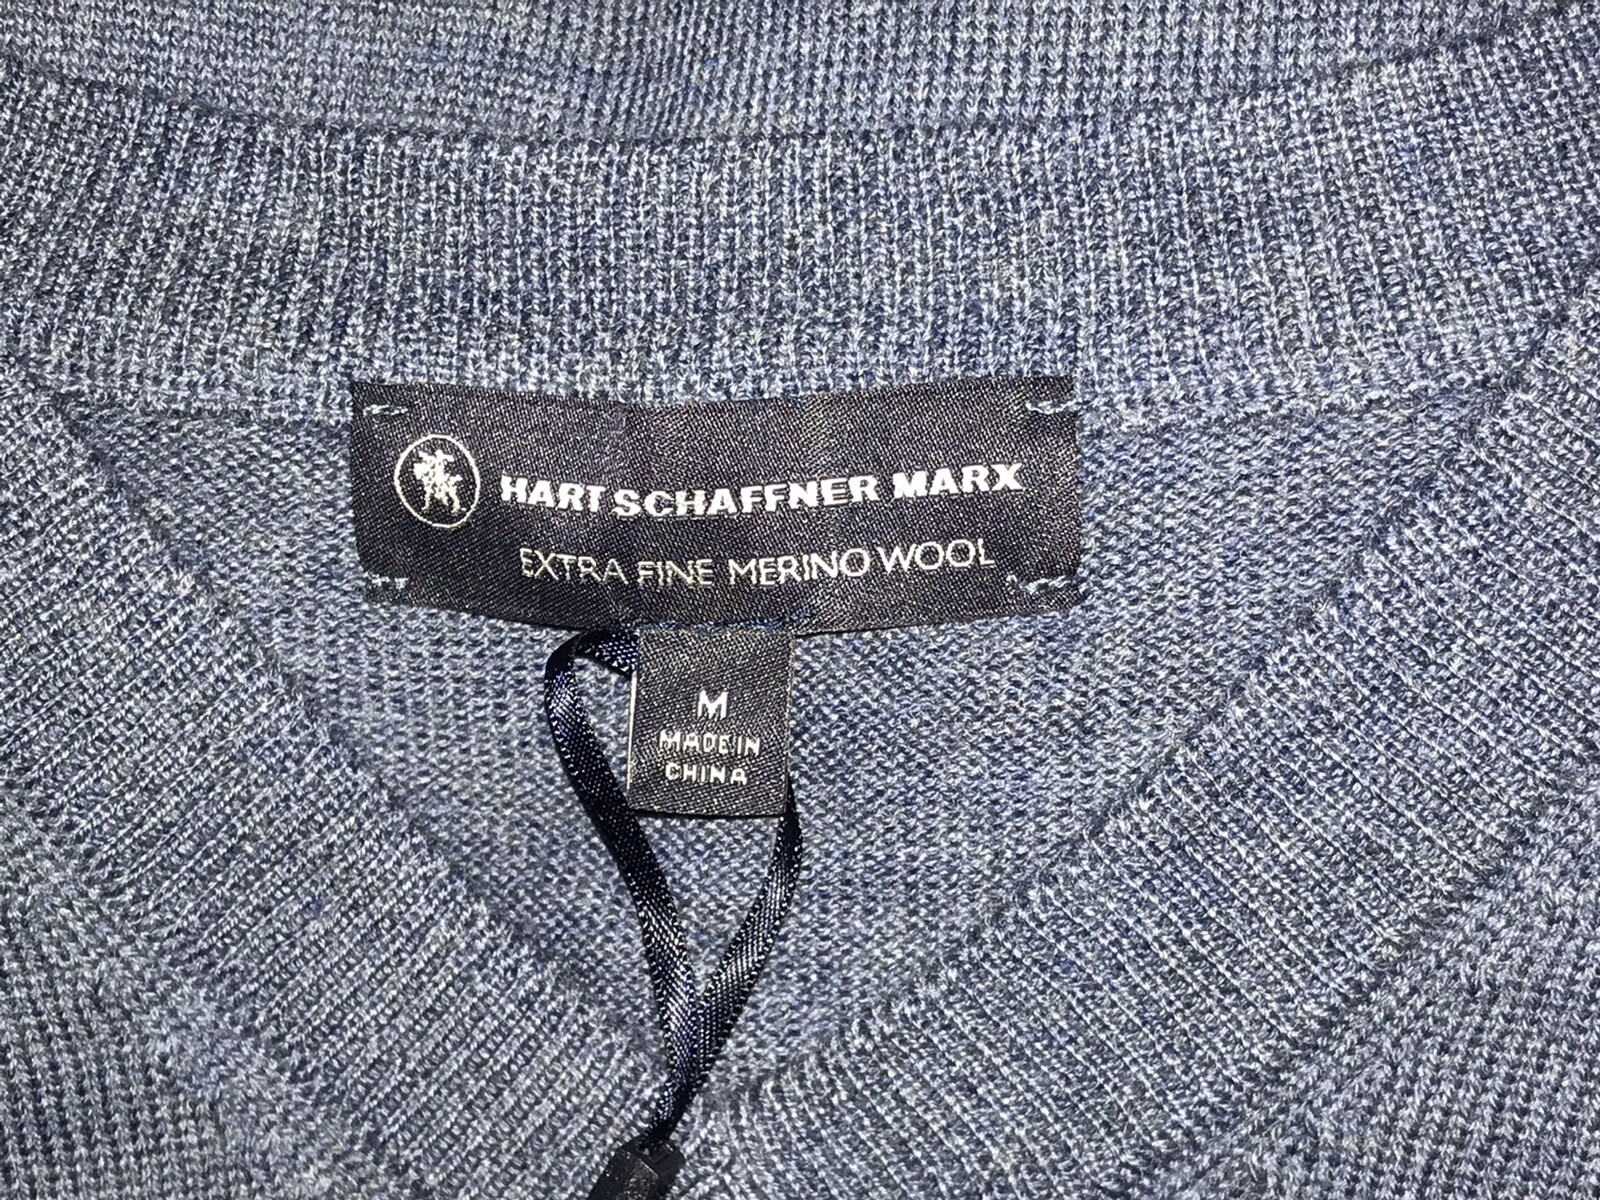 HART SCHAFFNER MARX
EXTRA FINE MERINO WOOL
M
MADE IN
CHINA